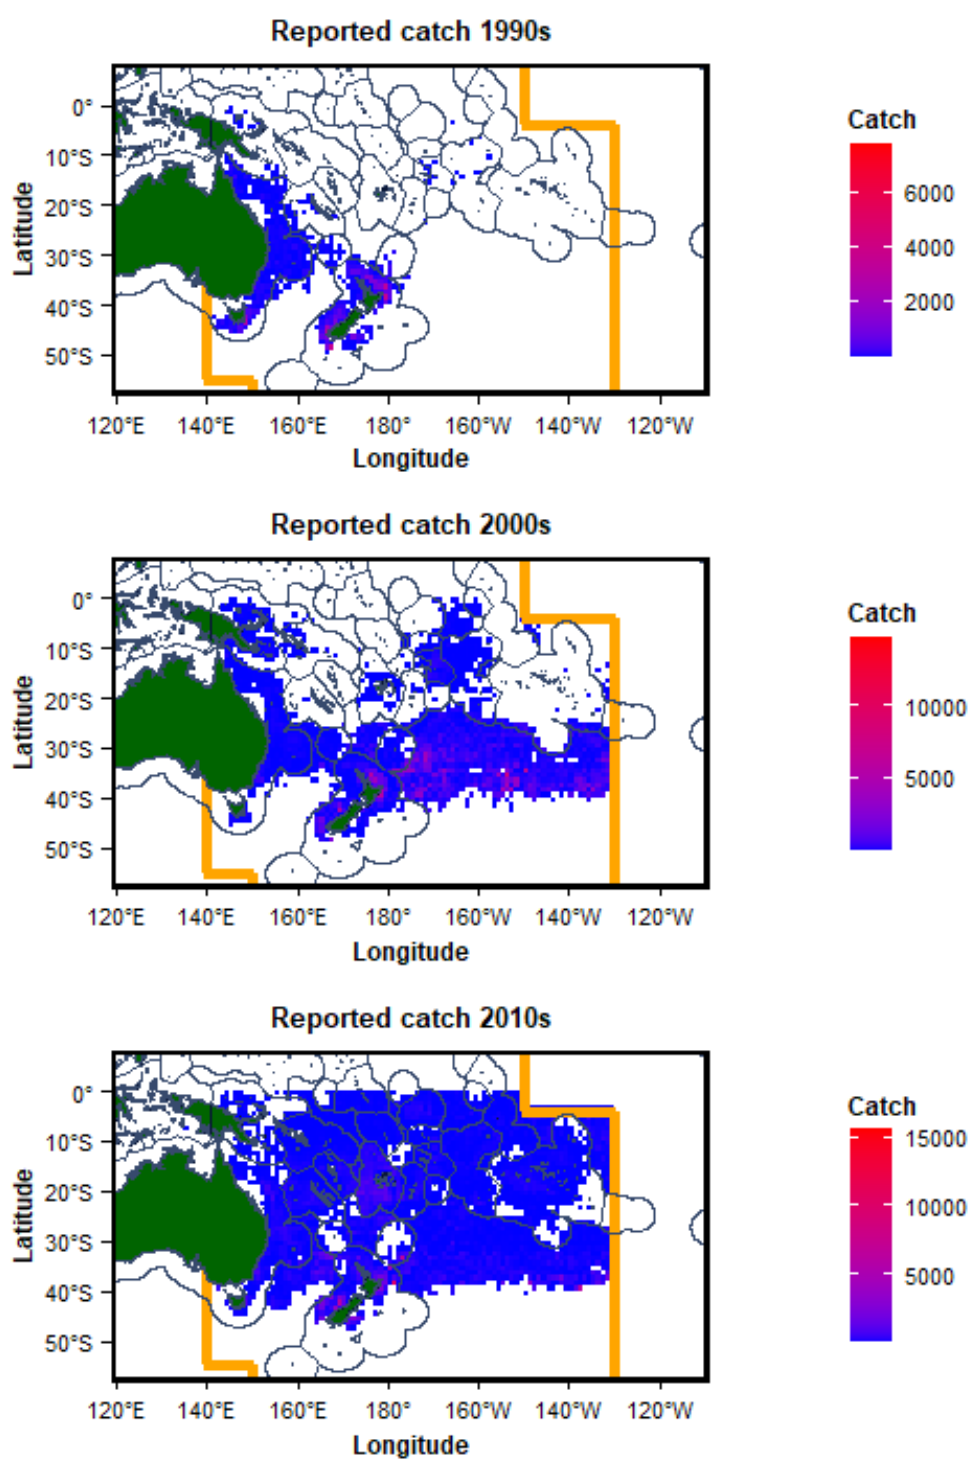 Reported catch 1990s
0°
10°S
20°S
30°S
40°S
50°S
Latitude
120°E 140°E 160°E 180° 160°W 140°W 120°W
Longitude
Catch
6000
4000
2000
Reported catch 2000s
0°
10°S
20°S
30°S
40°S
50°S
Latitude
120°E 140°E 160°E 180° 160°W 140°W 120°W
Longitude
Catch
10000
5000
Reported catch 2010s
0°
10°S
20°S
30°S
40°S
50°S
Latitude
120°E 140°E 160°E 180° 160°W 140°W 120°W
Longitude
Catch
15000
10000
5000